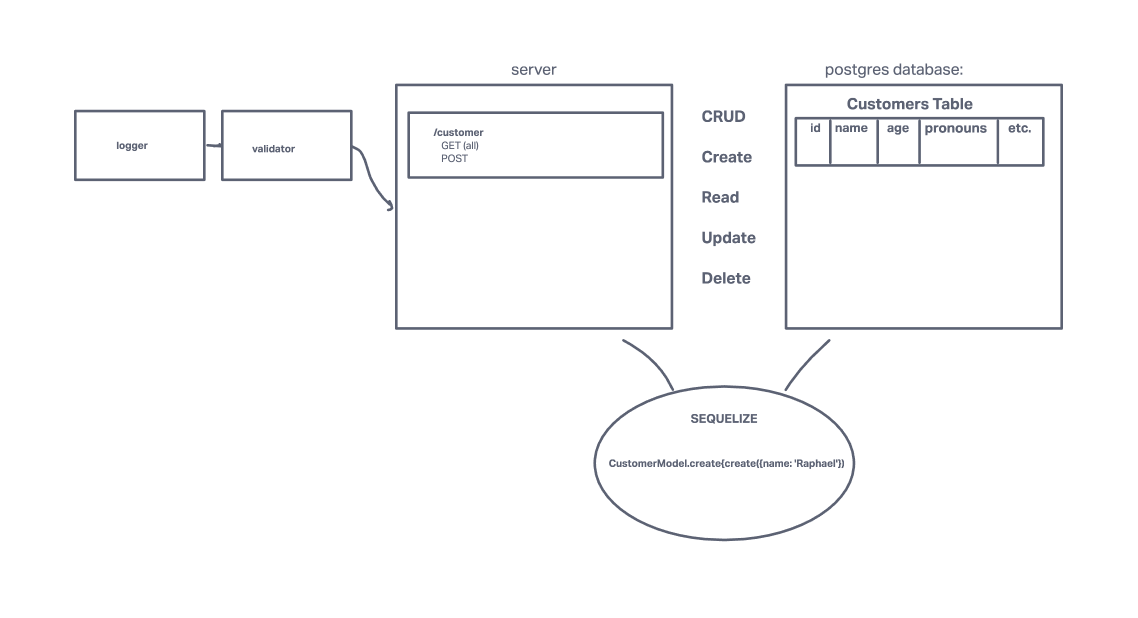 logger
validator
server
/customer
GET (all)
POST
CRUD
Create
Read
Update
Delete
postgres database:
Customers Table
id name age pronouns etc.
SEQUELIZE
CustomerModel.create{create({name: 'Raphael'})